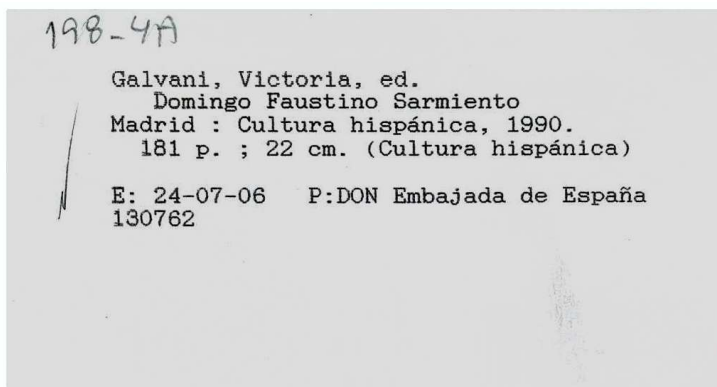 198-4A
Galvani, Victoria, ed.
Domingo Faustino Sarmiento
Madrid : Cultura hispánica, 1990.
181 p. ; 22 cm. (Cultura hispánica)
E: 24-07-06 P:DON Embajada de España
130762